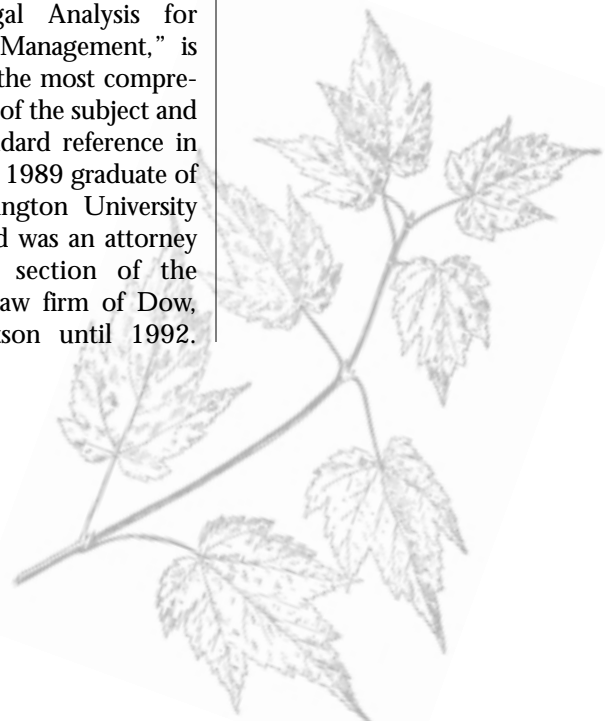 gal Analysis for
Management,” is
the most compre-
of the subject and
dard reference in
1989 graduate of
ington University
d was an attorney
section of the
aw firm of Dow,
son until 1992.